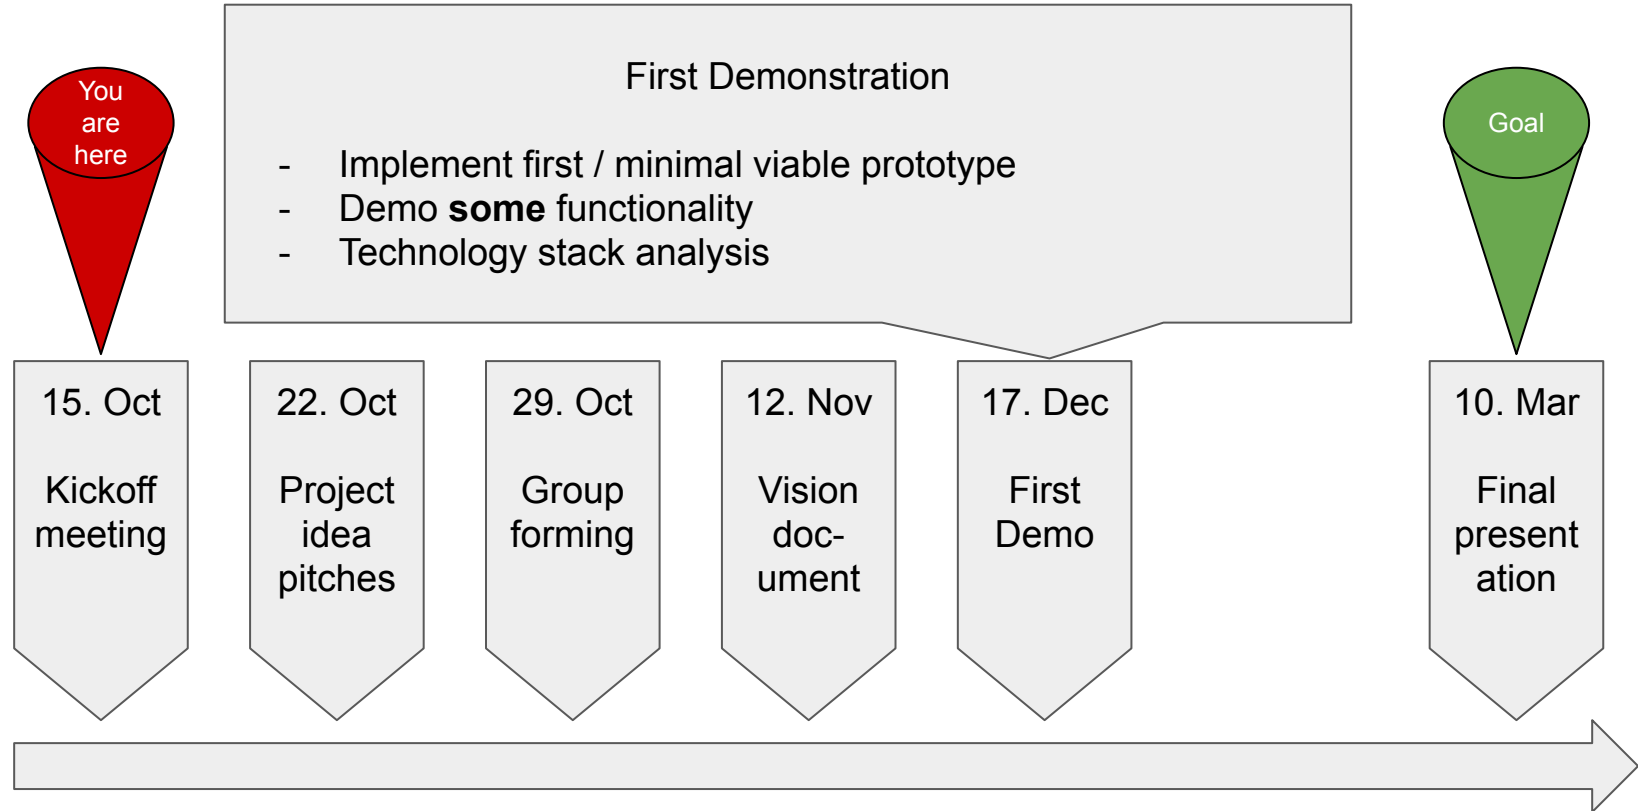 You
are
here
First Demonstration
- Implement first / minimal viable prototype
- Demo some functionality
- Technology stack analysis
Goal
15. Oct
Kickoff
meeting
22. Oct
Project
idea
pitches
29. Oct
Group
forming
12. Nov
Vision
doc-
ument
17. Dec
First
Demo
10. Mar
Final
present
ation